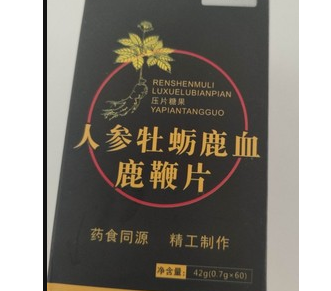 RENSHENMULI
LUXUELUBIANPIAN
压片糖果
YAPIANTANGGUO
人参牡蛎鹿血
鹿鞭片
药食同源 精工制作
净含量: 42g(0.7g×60)